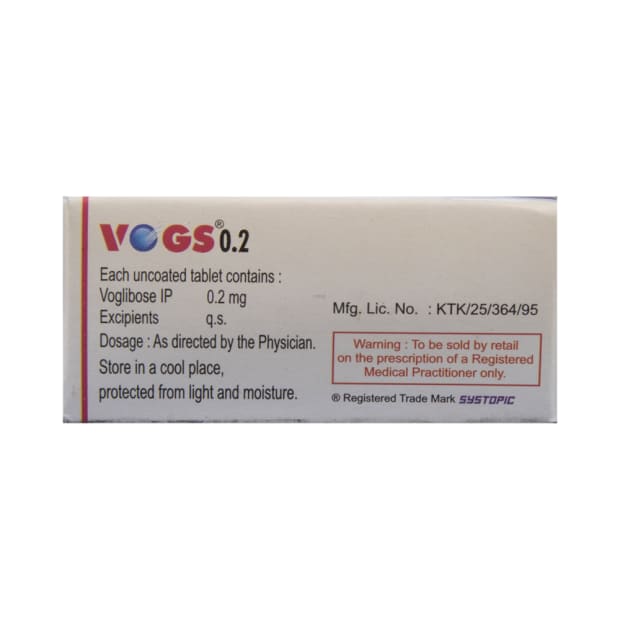 VOGS® 0.2
Each uncoated tablet contains :
Voglibose IP 0.2 mg
Excipients q.s.
Dosage : As directed by the Physician.
Store in a cool place,
protected from light and moisture.
Mfg. Lic. No. : KTK/25/364/95
Warning : To be sold by retail
on the prescription of a Registered
Medical Practitioner only.
® Registered Trade Mark SYSTOPIC